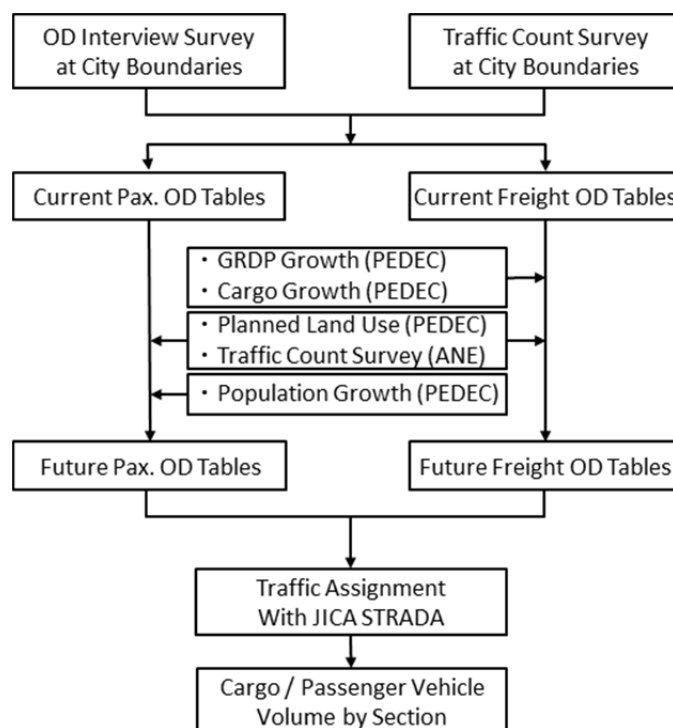 OD Interview Survey
at City Boundaries
Traffic Count Survey
at City Boundaries
Current Pax. OD Tables
Current Freight OD Tables
・ GRDP Growth (PEDEC)
・ Cargo Growth (PEDEC)
・ Planned Land Use (PEDEC)
・ Traffic Count Survey (ANE)
・ Population Growth (PEDEC)
Future Pax. OD Tables
Future Freight OD Tables
Traffic Assignment
With JICA STRADA
Cargo / Passenger Vehicle
Volume by Section